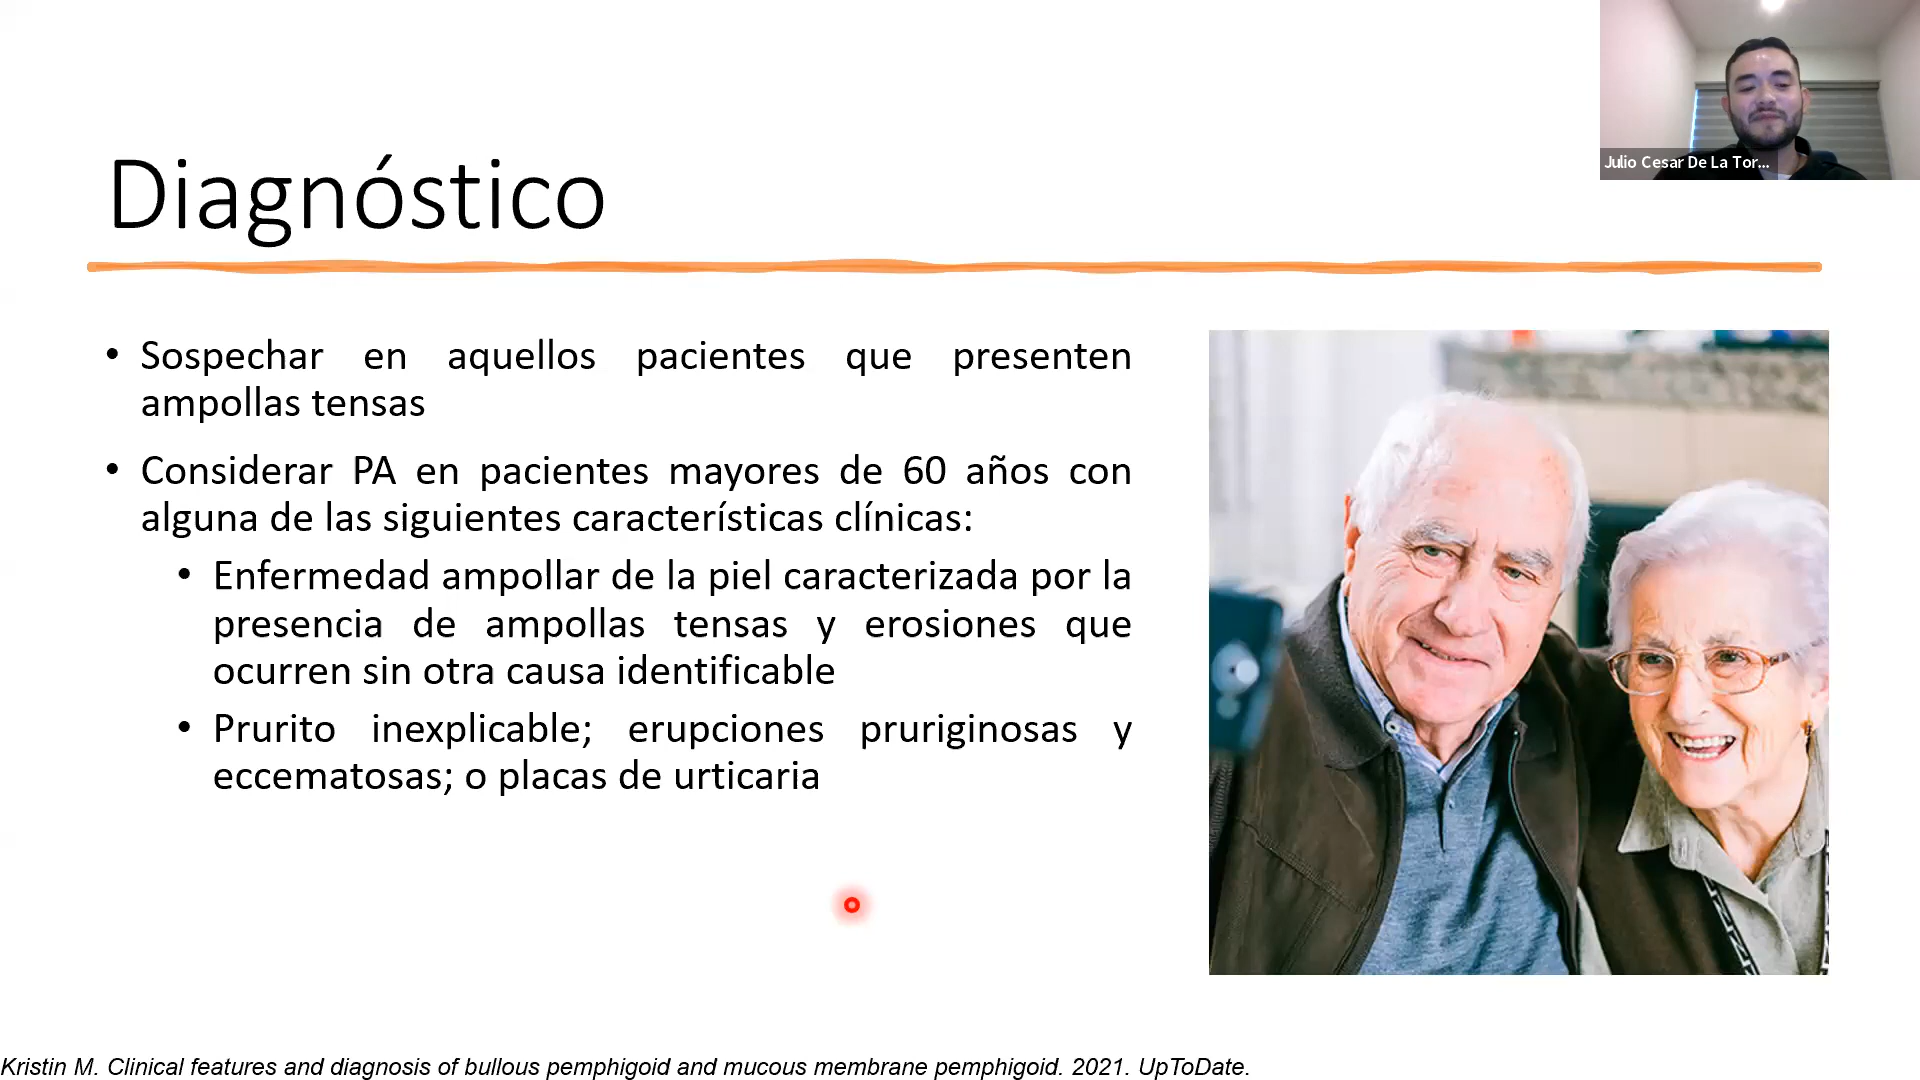 Julio Cesar De La Tor...
Diagnóstico
• Sospechar en aquellos pacientes que presenten
ampollas tensas
• Considerar PA en pacientes mayores de 60 años con
alguna de las siguientes características clínicas:
• Enfermedad ampollar de la piel caracterizada por la
presencia de ampollas tensas y erosiones que
ocurren sin otra causa identificable
• Prurito inexplicable; erupciones pruriginosas y
eccematosas; o placas de urticaria
Kristin M. Clinical features and diagnosis of bullous pemphigoid and mucous membrane pemphigoid. 2021. UpToDate.